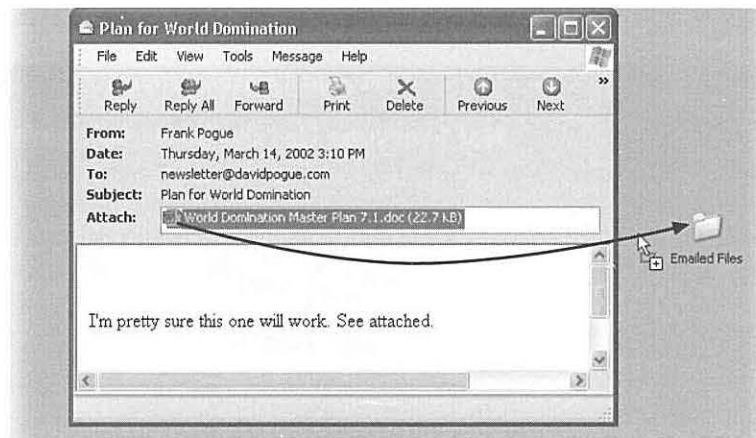 Plan for World Domination
File Edit View Tools Message Help
Reply Reply All Forward Print Delete Previous Next »
From: Frank Pogue
Date: Thursday, March 14, 2002 3:10 PM
To: newsletter@davidpogue.com
Subject: Plan for World Domination
Attach: World Domination Master Plan 7.1.doc (22.7 KB)
Emailed Files
I'm pretty sure this one will work. See attached.